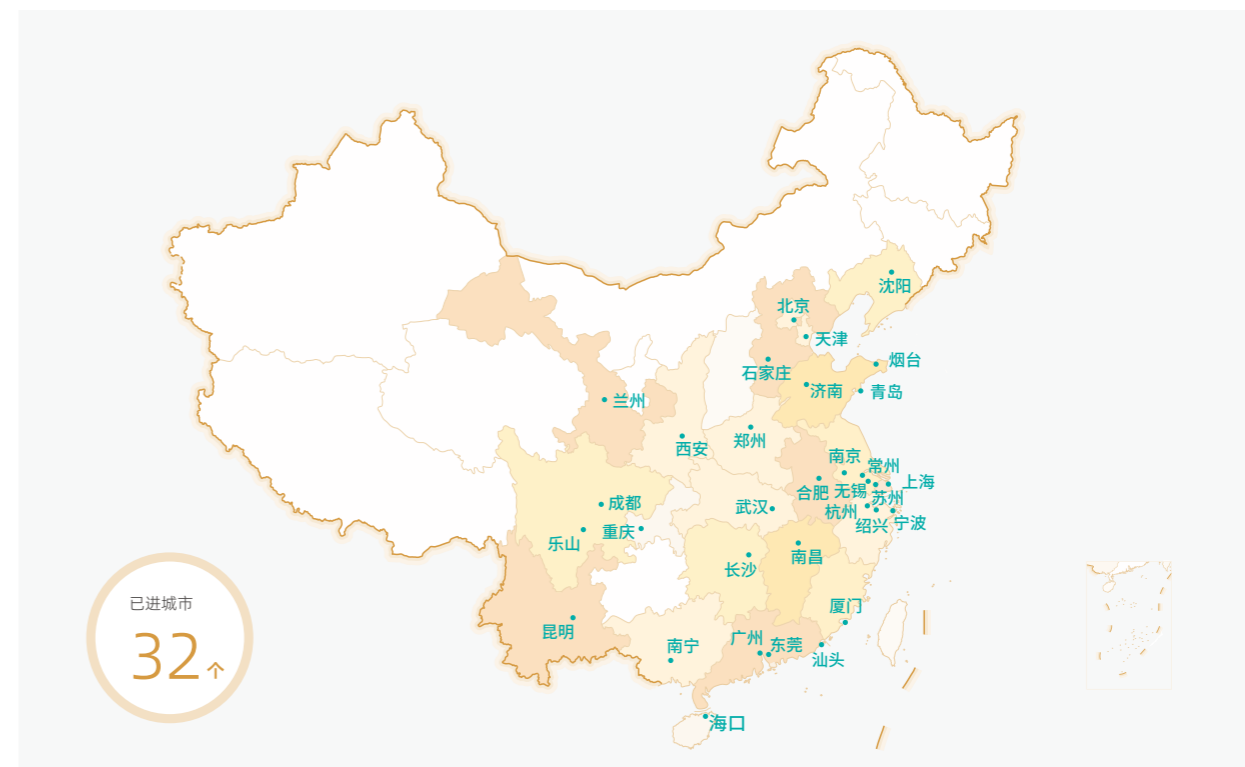 沈阳
北京
天津
烟台
石家庄
济南
青岛
兰州
郑州
西安
南京
常州
上海
合肥
无锡
苏州
成都
武汉
杭州
宁波
绍兴
重庆
乐山
南昌
长沙
已进城市
32个
厦门
昆明
广州
东莞
南宁
汕头
海口